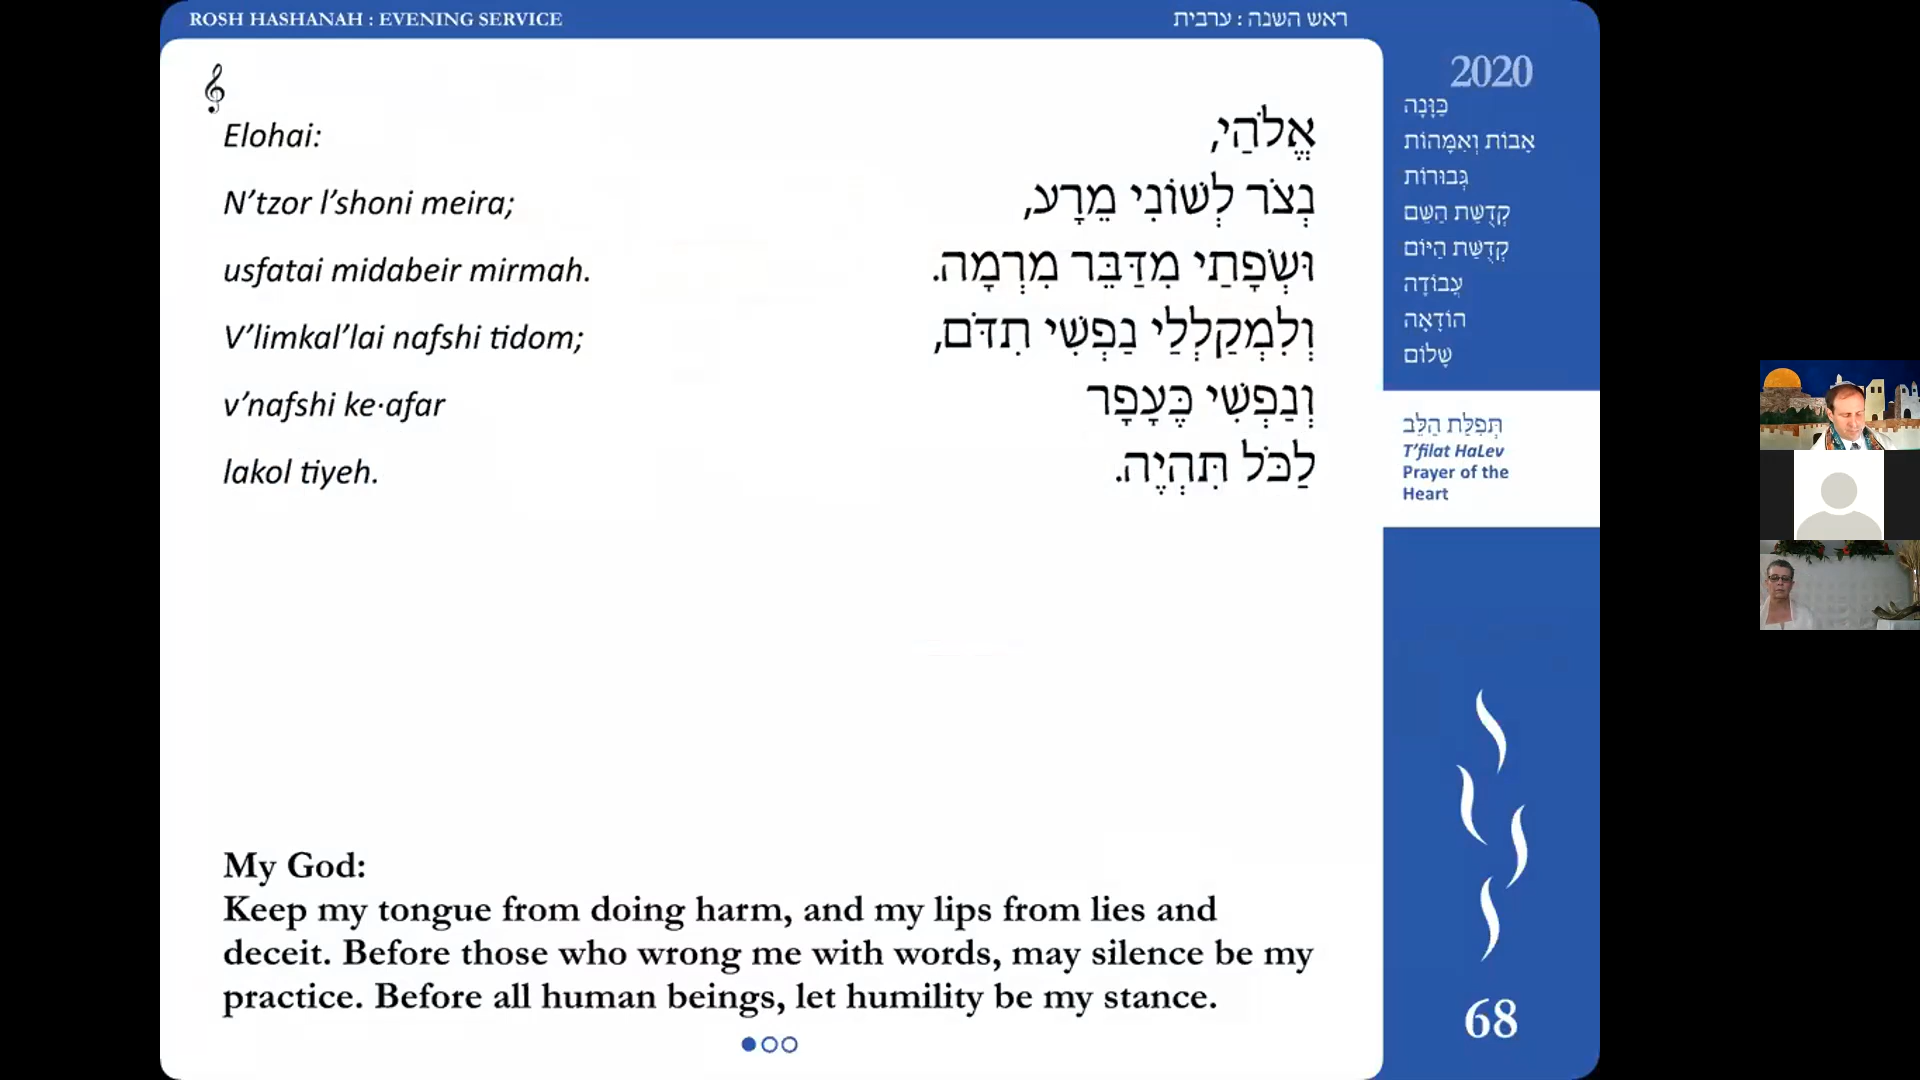 ROSH HASHANAH : EVENING SERVICE
ראש השנה : ערבית
Elohai:
N’tzor l’shoni meira;
usfatai midabeir mirmah.
V’limkal’lai nafshi tidom;
v’nafshi ke·afar
lakol tiyeh.
אֱלֹהַי,
נְצֹר לְשׁוֹנִי מֵרָע,
וּשְׂפָתַי מִדַּבֵּר מִרְמָה.
וְלִמְקַלְלַי נַפְשִׁי תִדֹּם,
וְנַפְשִׁי כֶּעָפָר
לַכֹּל תִּהְיֶה.
My God:
Keep my tongue from doing harm, and my lips from lies and
deceit. Before those who wrong me with words, may silence be my
practice. Before all human beings, let humility be my stance.
2020
כַּוָּנָה
אָבוֹת וְאִמָּהוֹת
גְּבוּרוֹת
קְדֻשַּׁת הַשֵּׁם
קְדֻשַּׁת הַיּוֹם
עֲבוֹדָה
הוֹדָאָה
שָׁלוֹם
תְּפִלַּת הַלֵּב
T’filat HaLev
Prayer of the
Heart
68